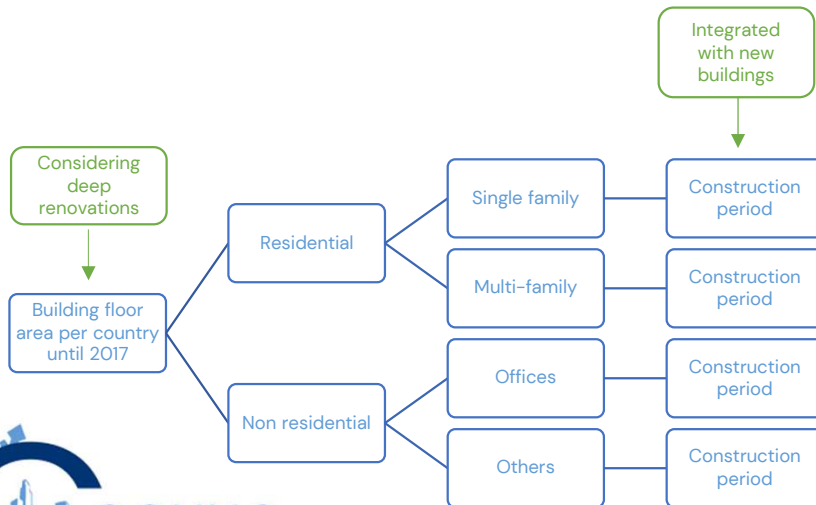 Integrated
with new
buildings
Considering
deep
renovations
Single family
Construction
period
Residential
Multi-family
Construction
period
Building floor
area per country
until 2017
Offices
Construction
period
Non residential
Others
Construction
period